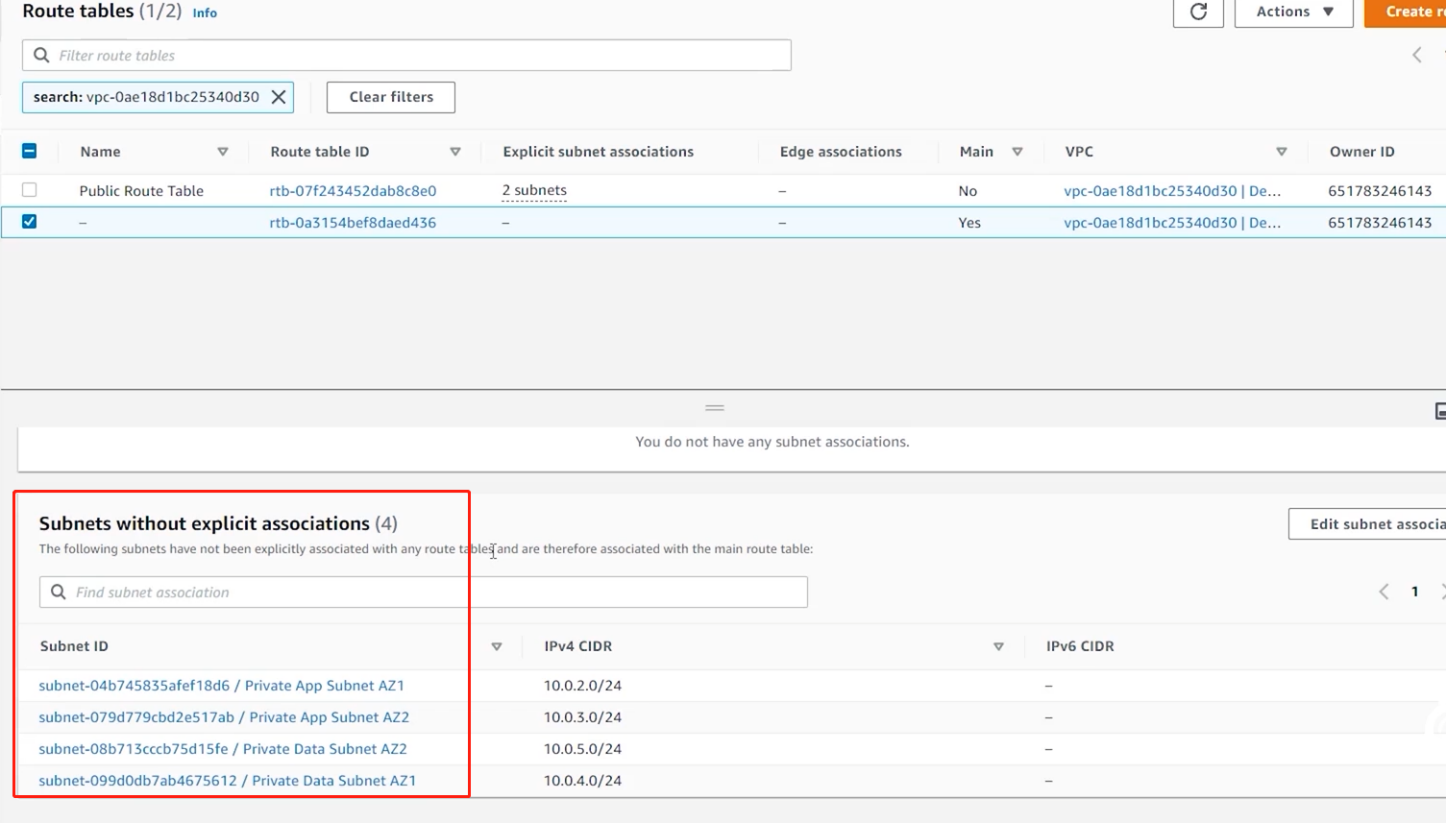 Route tables (1/2) Info
Actions
Create
Filter route tables
search: vpc-0ae18d1bc25340d30
Clear filters
Name Route table ID Explicit subnet associations Edge associations Main VPC Owner ID
Public Route Table rtb-07f243452dab8c8e0 2 subnets – No vpc-0ae18d1bc25340d30 | De... 651783246143
– rtb-0a3154bef8daed436 – – Yes vpc-0ae18d1bc25340d30 | De... 651783246143
You do not have any subnet associations.
Subnets without explicit associations (4)
Edit subnet associa
The following subnets have not been explicitly associated with any route tables and are therefore associated with the main route table:
Find subnet association
1
Subnet ID IPv4 CIDR IPv6 CIDR
subnet-04b745835afef18d6 / Private App Subnet AZ1 10.0.2.0/24 –
subnet-079d779cbd2e517ab / Private App Subnet AZ2 10.0.3.0/24 –
subnet-08b713cccb75d15fe / Private Data Subnet AZ2 10.0.5.0/24 –
subnet-099d0db7ab4675612 / Private Data Subnet AZ1 10.0.4.0/24 –